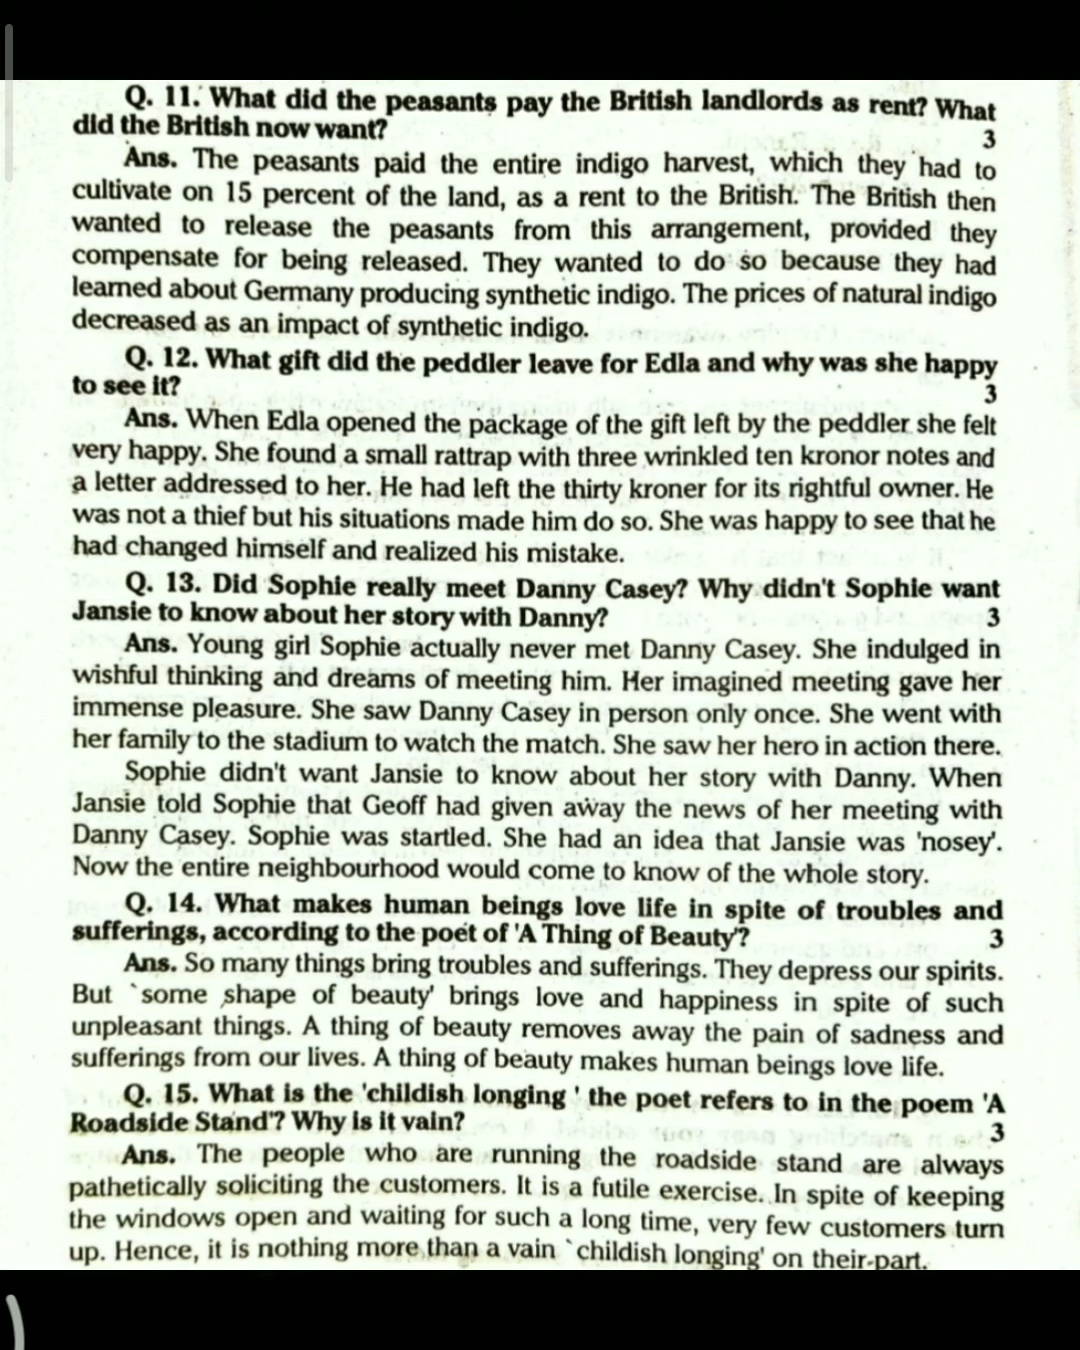 Q. 11. What did the peasants pay the British landlords as rent? What
did the British now want? 3
Ans. The peasants paid the entire indigo harvest, which they had to
cultivate on 15 percent of the land, as a rent to the British. The British then
wanted to release the peasants from this arrangement, provided they
compensate for being released. They wanted to do so because they had
learned about Germany producing synthetic indigo. The prices of natural indigo
decreased as an impact of synthetic indigo.
Q. 12. What gift did the peddler leave for Edla and why was she happy
to see it? 3
Ans. When Edla opened the package of the gift left by the peddler she felt
very happy. She found a small rattrap with three wrinkled ten kronor notes and
a letter addressed to her. He had left the thirty kroner for its rightful owner. He
was not a thief but his situations made him do so. She was happy to see that he
had changed himself and realized his mistake.
Q. 13. Did Sophie really meet Danny Casey? Why didn't Sophie want
Jansie to know about her story with Danny? 3
Ans. Young girl Sophie actually never met Danny Casey. She indulged in
wishful thinking and dreams of meeting him. Her imagined meeting gave her
immense pleasure. She saw Danny Casey in person only once. She went with
her family to the stadium to watch the match. She saw her hero in action there.
Sophie didn't want Jansie to know about her story with Danny. When
Jansie told Sophie that Geoff had given away the news of her meeting with
Danny Casey. Sophie was startled. She had an idea that Jansie was 'nosey'.
Now the entire neighbourhood would come to know of the whole story.
Q. 14. What makes human beings love life in spite of troubles and
sufferings, according to the poet of 'A Thing of Beauty'? 3
Ans. So many things bring troubles and sufferings. They depress our spirits.
But `some shape of beauty' brings love and happiness in spite of such
unpleasant things. A thing of beauty removes away the pain of sadness and
sufferings from our lives. A thing of beauty makes human beings love life.
Q. 15. What is the 'childish longing ' the poet refers to in the poem 'A
Roadside Stand'? Why is it vain? 3
Ans. The people who are running the roadside stand are always
pathetically soliciting the customers. It is a futile exercise. In spite of keeping
the windows open and waiting for such a long time, very few customers turn
up. Hence, it is nothing more than a vain `childish longing' on their part.